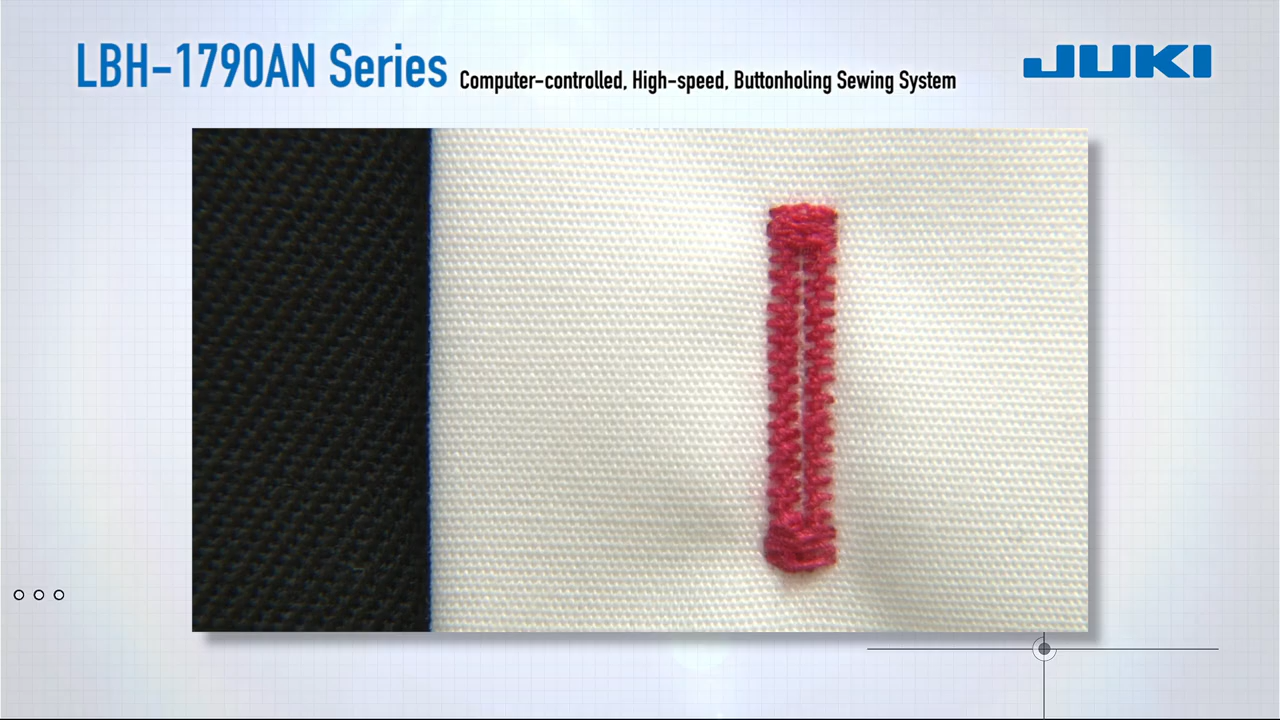 LBH-1790AN Series
Computer-controlled, High-speed, Buttonholing Sewing System
JUKI